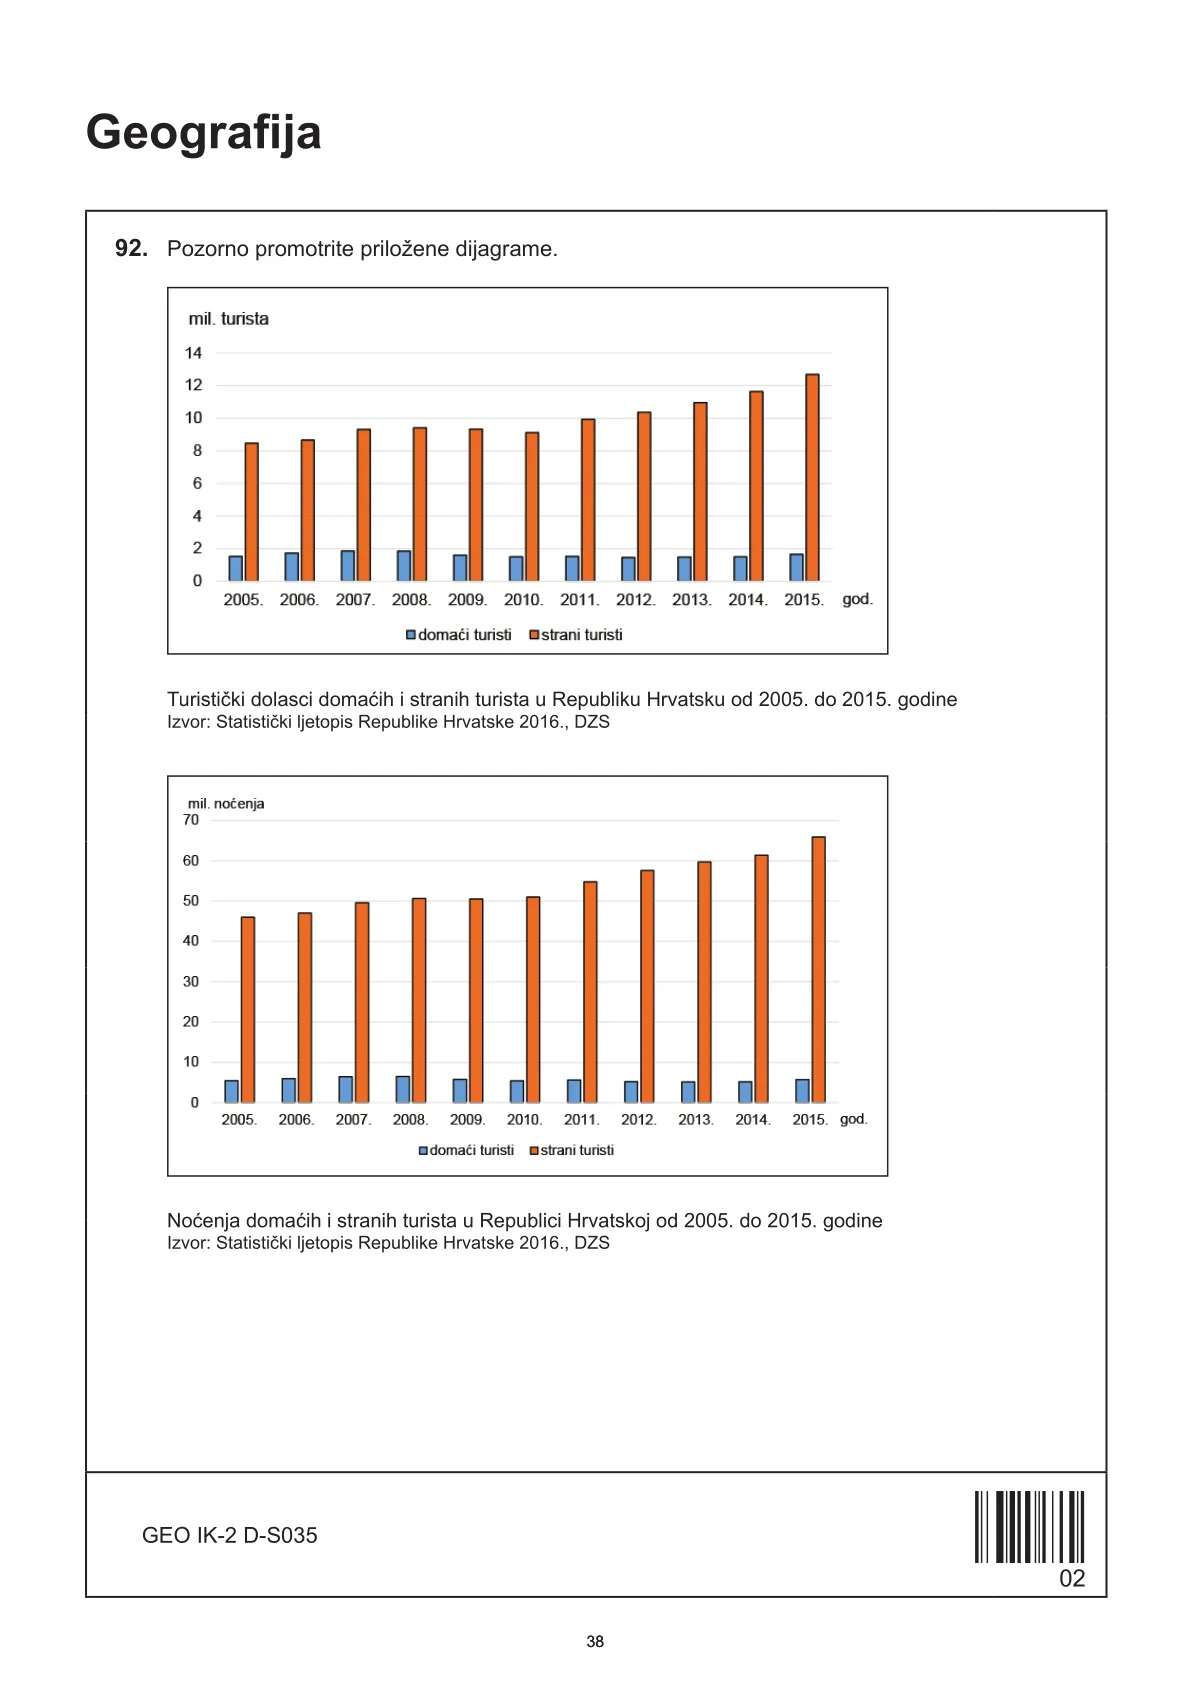 Geografija
92. Pozorno promotrite priložene dijagrame.
mil. turista
14
12
10
8
6
4
2
0
2005. 2006. 2007. 2008. 2009. 2010. 2011. 2012. 2013. 2014. 2015. god.
domaći turisti strani turisti
Turistički dolasci domaćih i stranih turista u Republiku Hrvatsku od 2005. do 2015. godine
Izvor: Statistički ljetopis Republike Hrvatske 2016., DZS
mil. noćenja
70
60
50
40
30
20
10
0
2005. 2006. 2007. 2008. 2009. 2010. 2011. 2012. 2013. 2014. 2015. god.
domaći turisti strani turisti
Noćenja domaćih i stranih turista u Republici Hrvatskoj od 2005. do 2015. godine
Izvor: Statistički ljetopis Republike Hrvatske 2016., DZS
GEO IK-2 D-S035
02
38